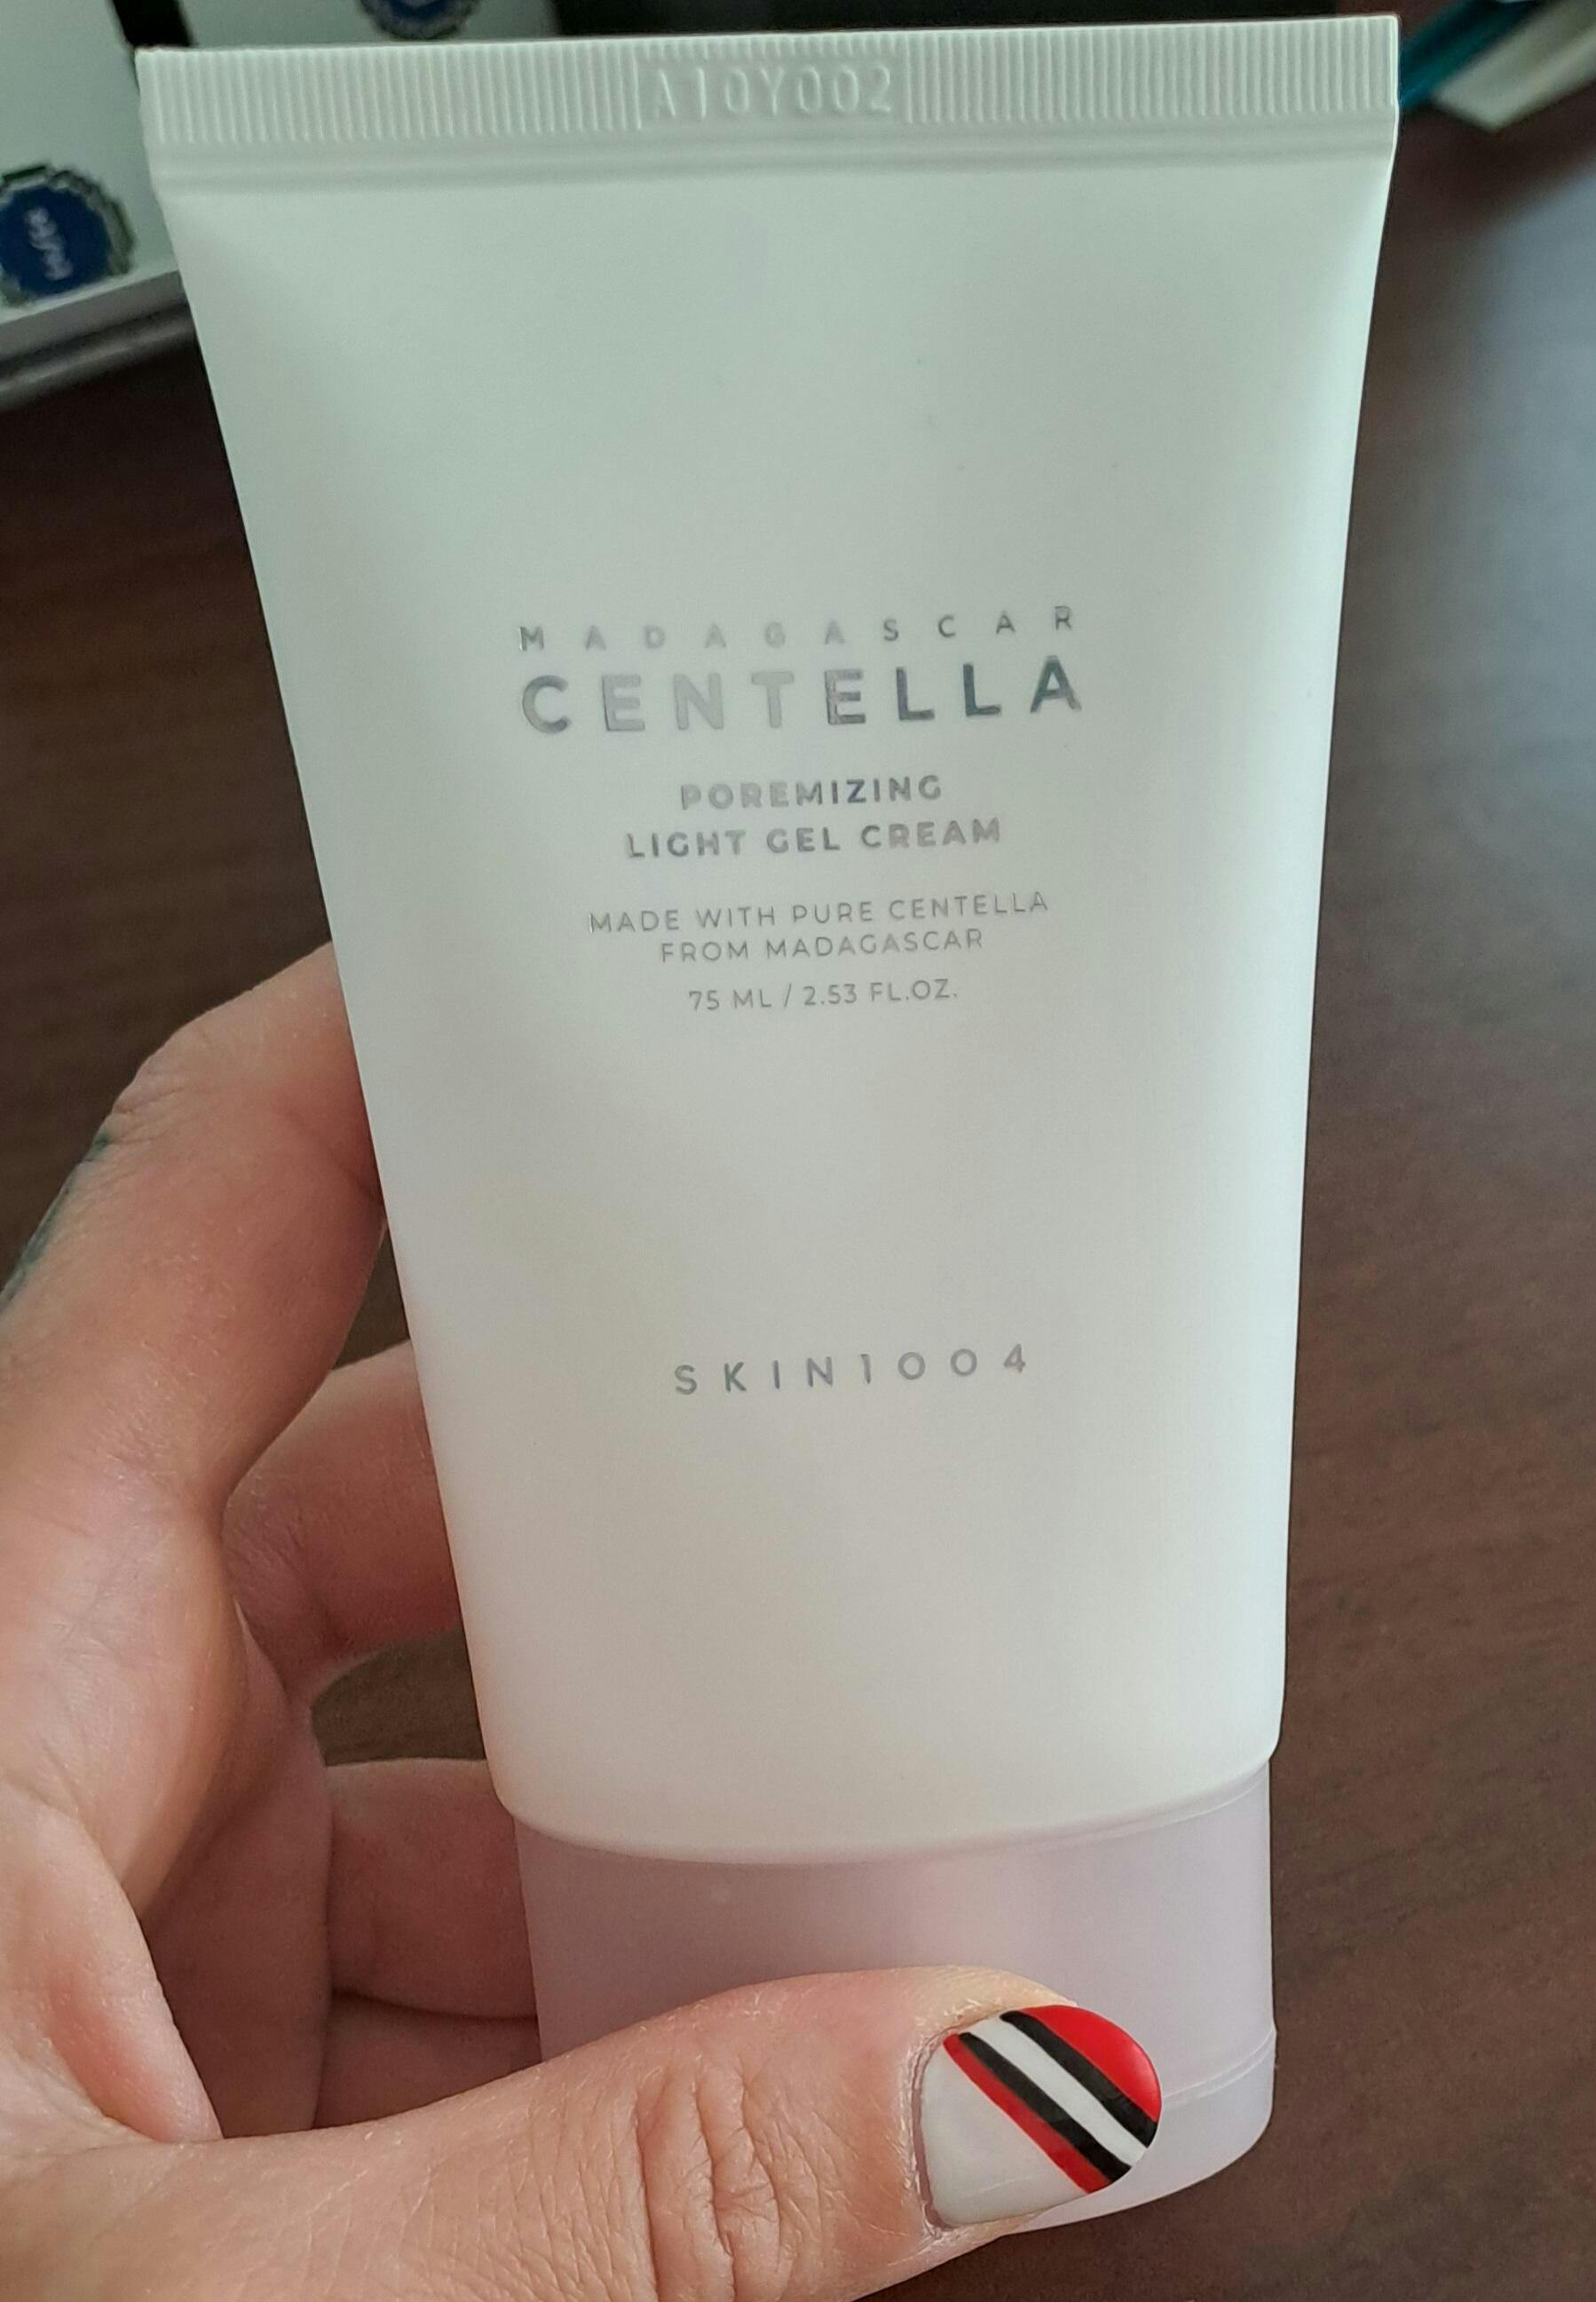 A10Y002
MADAGASCAR
CENTELLA
POREMIZING
LIGHT GEL CREAM
MADE WITH PURE CENTELLA
FROM MADAGASCAR
75 ML / 2.53 FL.OZ.
SKIN1004